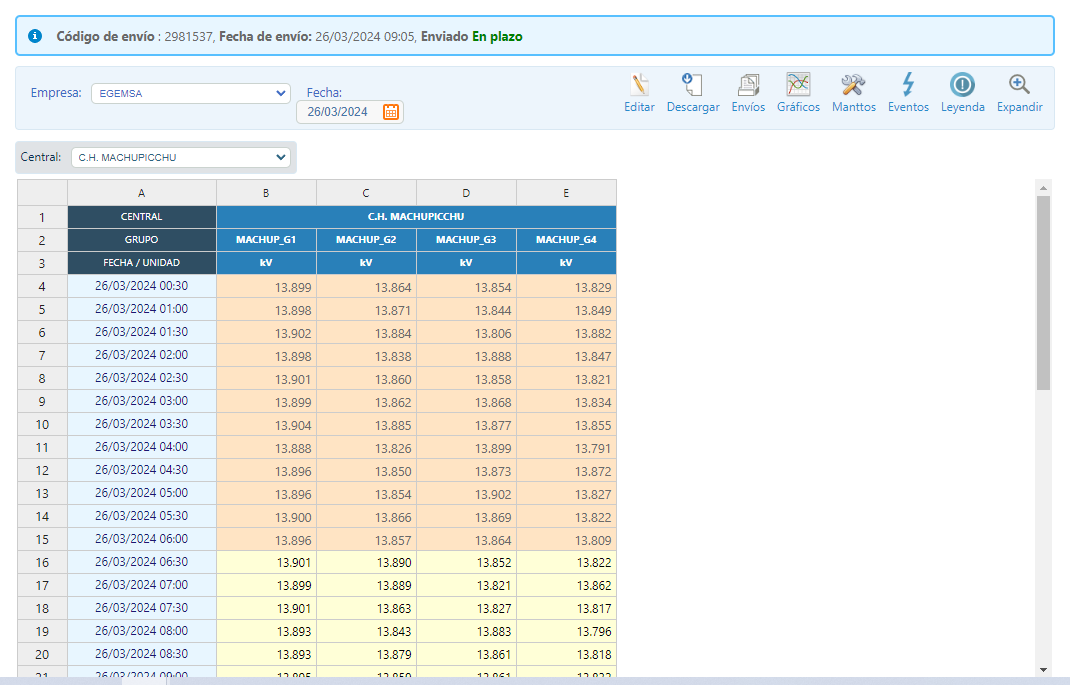 Código de envío : 2981537, Fecha de envío: 26/03/2024 09:05, Enviado En plazo
Empresa: EGEMSA Fecha: 26/03/2024
Editar Descargar Envíos Gráficos Manttos Eventos Leyenda Expandir
Central: C.H. MACHUPICCHU
A B C D E
1 CENTRAL C.H. MACHUPICCHU
2 GRUPO MACHUP_G1 MACHUP_G2 MACHUP_G3 MACHUP_G4
3 FECHA / UNIDAD kV kV kV kV
4 26/03/2024 00:30 13.899 13.864 13.854 13.829
5 26/03/2024 01:00 13.898 13.871 13.844 13.849
6 26/03/2024 01:30 13.902 13.884 13.806 13.882
7 26/03/2024 02:00 13.898 13.838 13.888 13.847
8 26/03/2024 02:30 13.901 13.860 13.858 13.821
9 26/03/2024 03:00 13.899 13.862 13.868 13.834
10 26/03/2024 03:30 13.904 13.885 13.877 13.855
11 26/03/2024 04:00 13.888 13.826 13.899 13.791
12 26/03/2024 04:30 13.896 13.850 13.873 13.872
13 26/03/2024 05:00 13.896 13.854 13.902 13.827
14 26/03/2024 05:30 13.900 13.866 13.869 13.822
15 26/03/2024 06:00 13.896 13.857 13.864 13.809
16 26/03/2024 06:30 13.901 13.890 13.852 13.822
17 26/03/2024 07:00 13.899 13.889 13.821 13.862
18 26/03/2024 07:30 13.901 13.863 13.827 13.817
19 26/03/2024 08:00 13.893 13.843 13.883 13.796
20 26/03/2024 08:30 13.893 13.879 13.861 13.818
21 26/03/2024 09:00